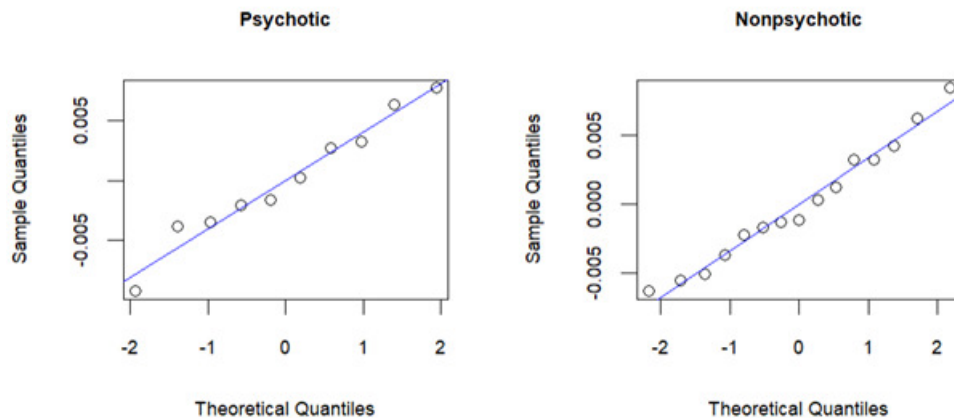 Psychotic
Sample Quantiles
0.005
-0.005
-2 -1 0 1 2
Theoretical Quantiles
Nonpsychotic
Sample Quantiles
0.005
0.000
-0.005
-2 -1 0 1 2
Theoretical Quantiles